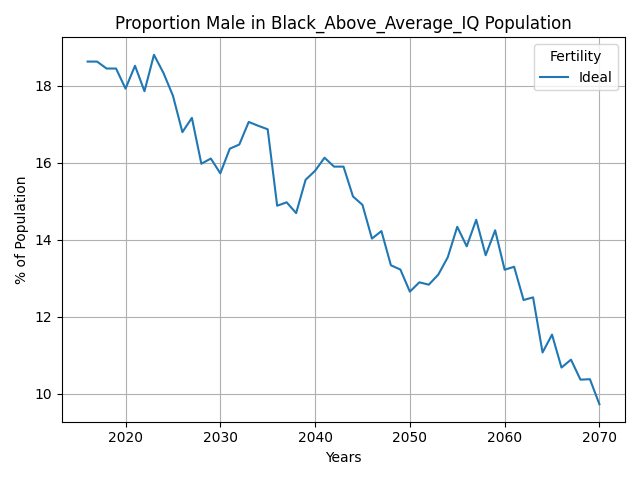 Proportion Male in Black_Above_Average_IQ Population
Fertility
Ideal
% of Population
18
16
14
12
10
2020 2030 2040 2050 2060 2070
Years